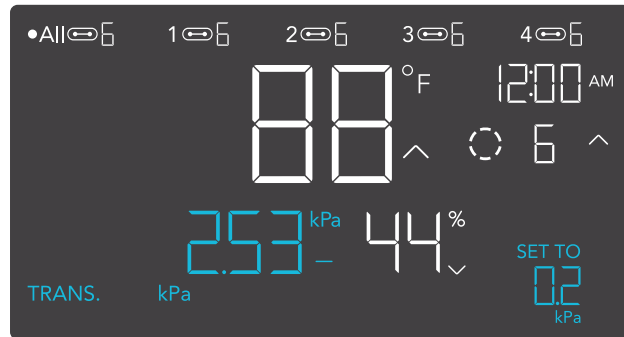 •All 6 1 6 2 6 3 6 4 6
88 °F 12:00 AM
6
2.53 kPa 44 %
SET TO
TRANS. kPa 0.2
kPa